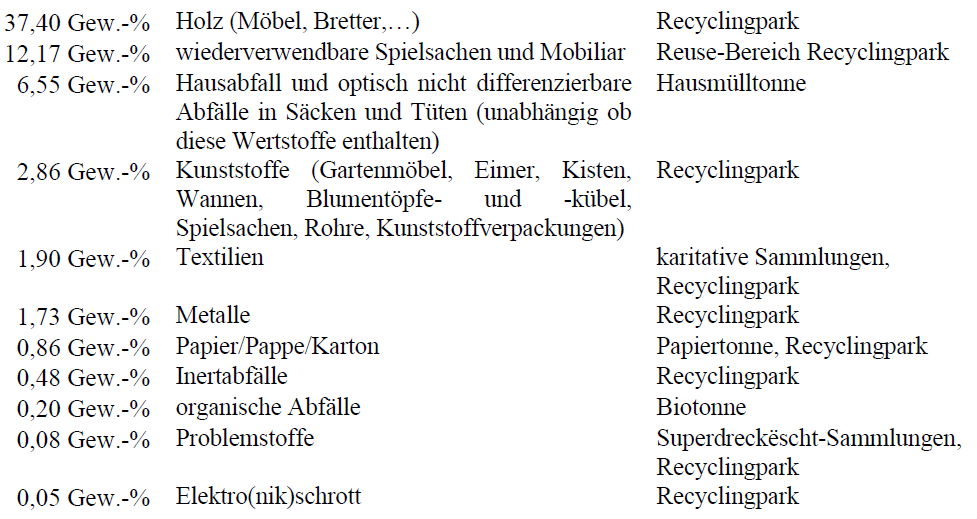 37,40 Gew.-% Holz (Möbel, Bretter,…) Recyclingpark
12,17 Gew.-% wiederverwendbare Spielsachen und Mobiliar Reuse-Bereich Recyclingpark
6,55 Gew.-% Hausabfall und optisch nicht differenzierbare Hausmülltonne
Abfälle in Säcken und Tüten (unabhängig ob
diese Wertstoffe enthalten)
2,86 Gew.-% Kunststoffe (Gartenmöbel, Eimer, Kisten, Recyclingpark
Wannen, Blumentöpfe- und -kübel,
Spielsachen, Rohre, Kunststoffverpackungen)
1,90 Gew.-% Textilien karitative Sammlungen,
Recyclingpark
1,73 Gew.-% Metalle Recyclingpark
0,86 Gew.-% Papier/Pappe/Karton Papiertonne, Recyclingpark
0,48 Gew.-% Inertabfälle Recyclingpark
0,20 Gew.-% organische Abfälle Biotonne
0,08 Gew.-% Problemstoffe Superdreckëscht-Sammlungen,
Recyclingpark
0,05 Gew.-% Elektro(nik)schrott Recyclingpark